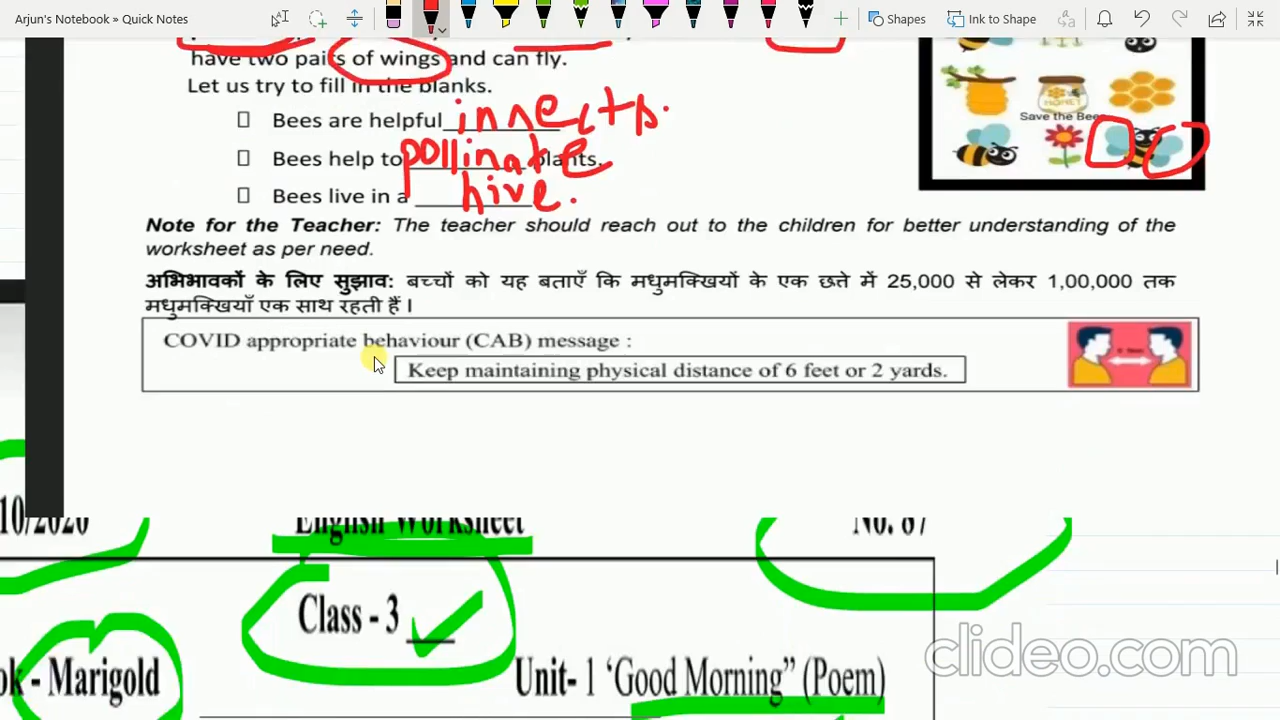 Arjun's Notebook » Quick Notes
Shapes
Ink to Shape
have two pairs of wings and can fly.
Let us try to fill in the blanks.
Bees are helpful insects.
Bees help to pollinate plants.
Bees live in a hive.
HONEY
Save the Bees
Note for the Teacher: The teacher should reach out to the children for better understanding of the
worksheet as per need.
अभिभावकों के लिए सुझाव: बच्चों को यह बताएँ कि मधुमक्खियों के एक छते में 25,000 से लेकर 1,00,000 तक
मधुमक्खियाँ एक साथ रहती हैं ।
COVID appropriate behaviour (CAB) message :
Keep maintaining physical distance of 6 feet or 2 yards.
10/2020
English Worksheet
No. 87
Class - 3
ok - Marigold
Unit- 1 ‘Good Morning” (Poem)
clideo.com